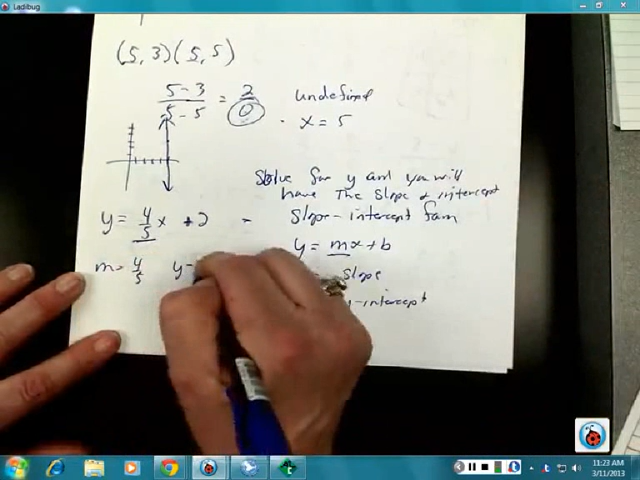 Ladibug
(5, 3) (5, 5)
5 - 3 / 5 - 5 = 2 / 0 undefined
x = 5
Solve for y and you will
have The Slope & intercept
y = 4/5 x + 2 - Slope - intercept form
y = mx + b
m = 4/5 y - slope
y-intercept
11:23 AM
3/11/2013